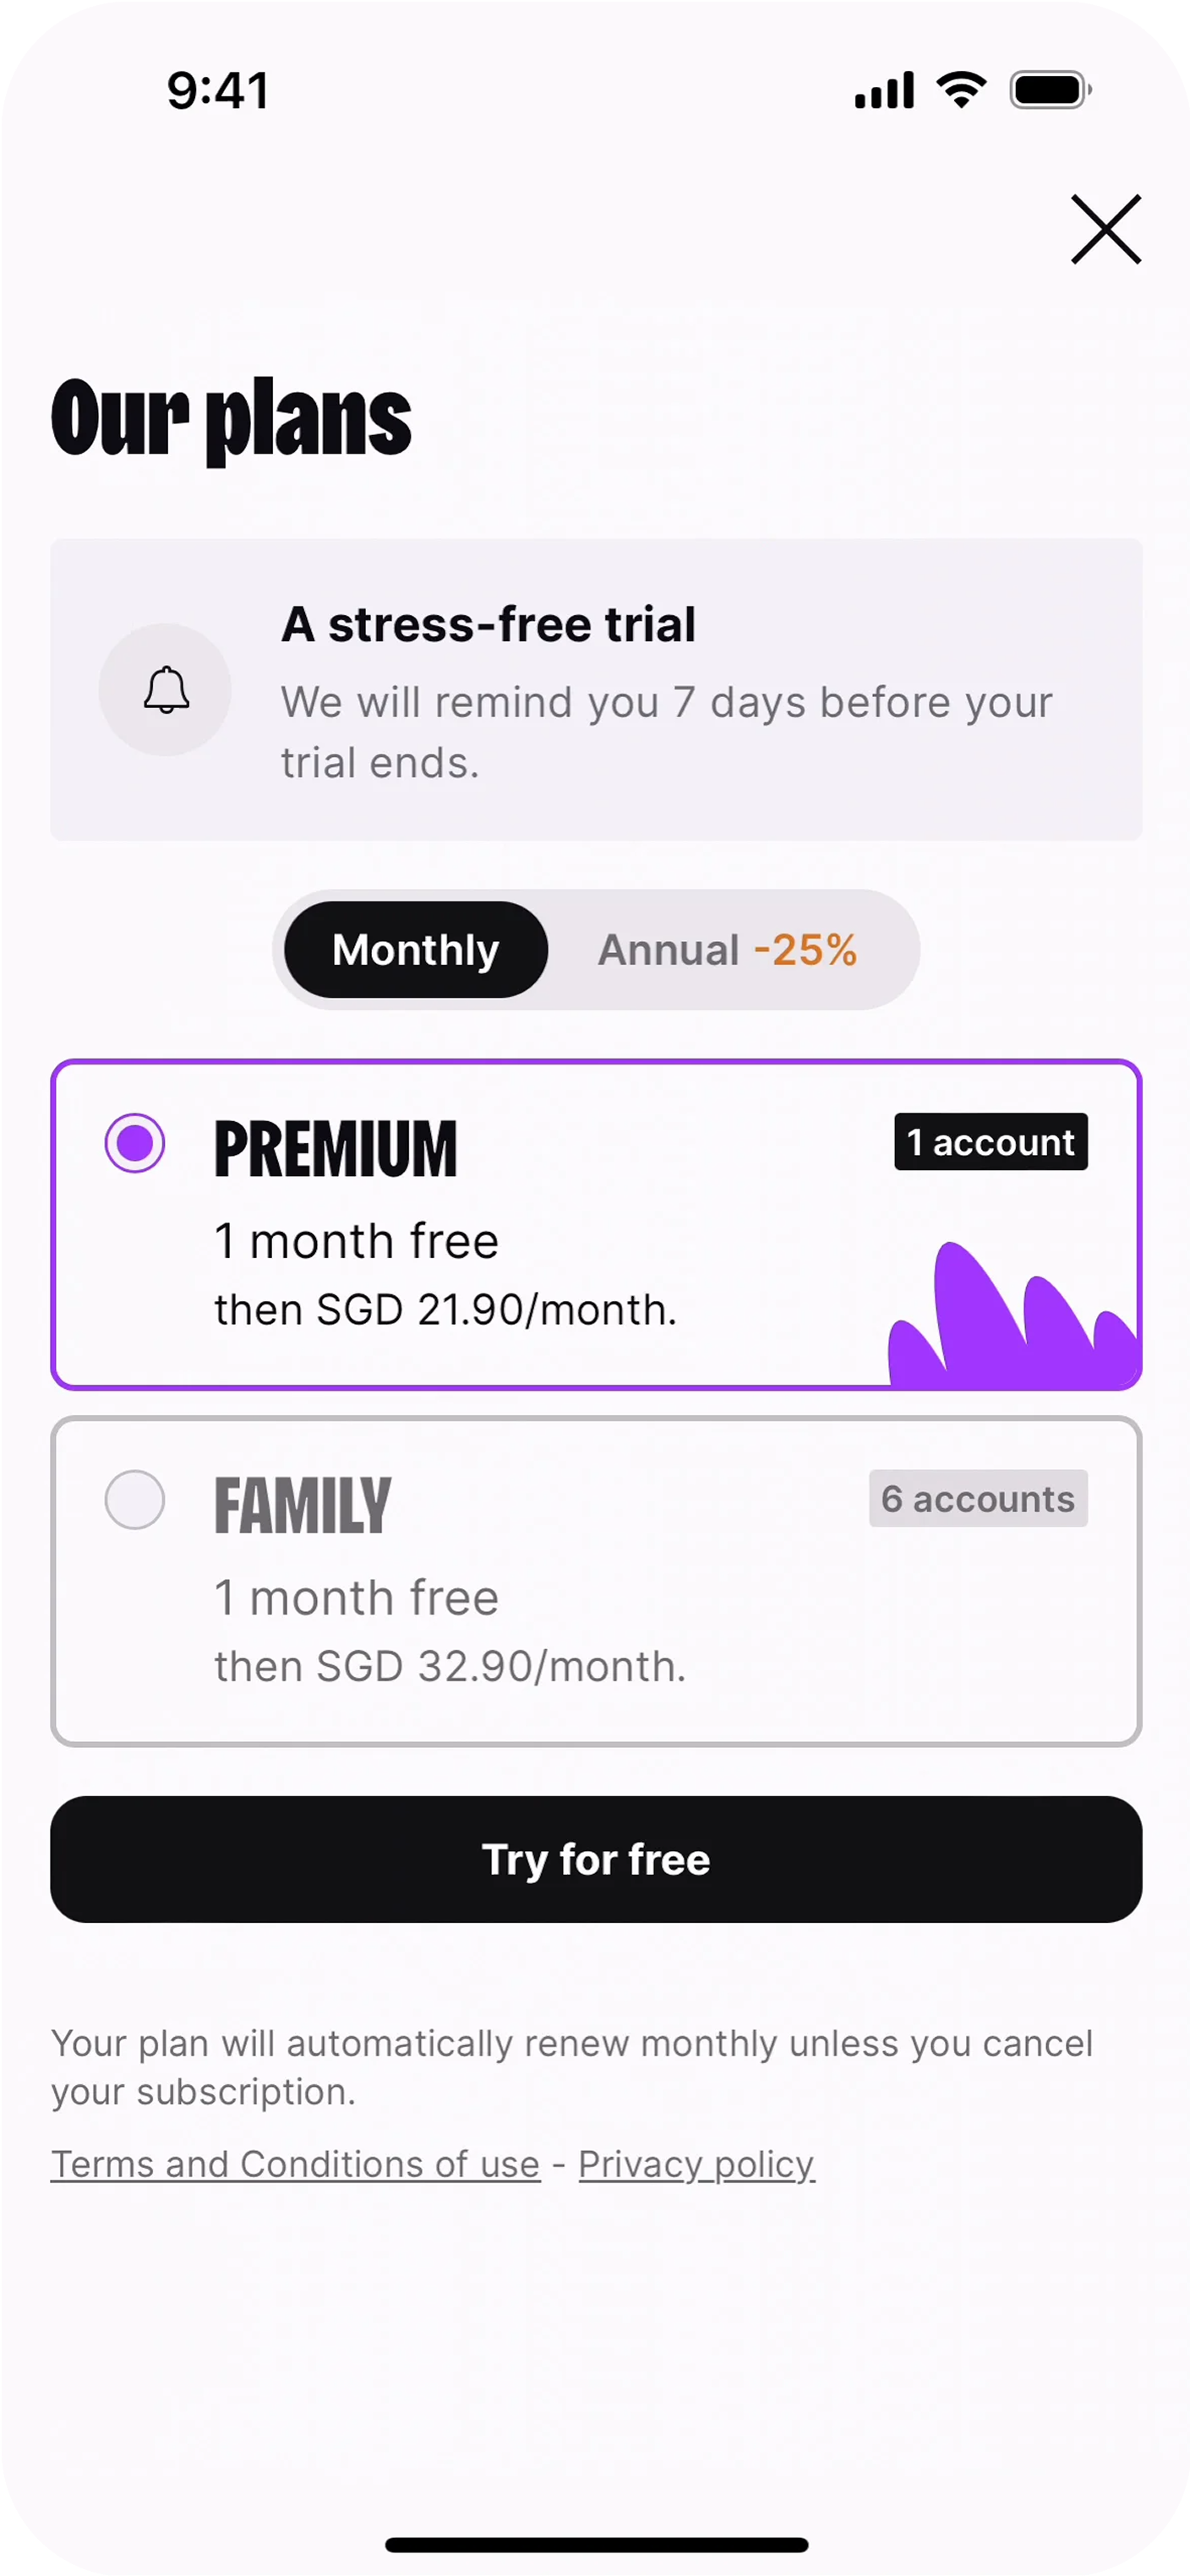 9:41
Our plans
A stress-free trial
We will remind you 7 days before your
trial ends.
Monthly
Annual -25%
PREMIUM
1 account
1 month free
then SGD 21.90/month.
FAMILY
6 accounts
1 month free
then SGD 32.90/month.
Try for free
Your plan will automatically renew monthly unless you cancel
your subscription.
Terms and Conditions of use - Privacy policy